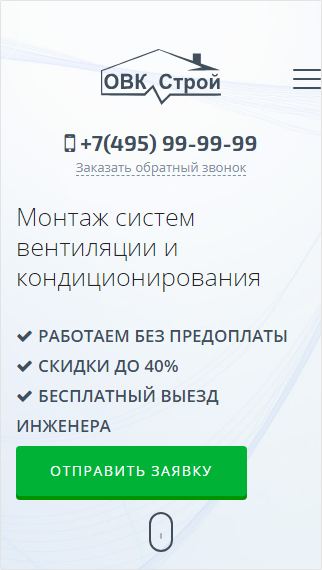 ОВК Строй
+7(495) 99-99-99
Заказать обратный звонок
Монтаж систем
вентиляции и
кондиционирования
РАБОТАЕМ БЕЗ ПРЕДОПЛАТЫ
СКИДКИ ДО 40%
БЕСПЛАТНЫЙ ВЫЕЗД
ИНЖЕНЕРА
ОТПРАВИТЬ ЗАЯВКУ